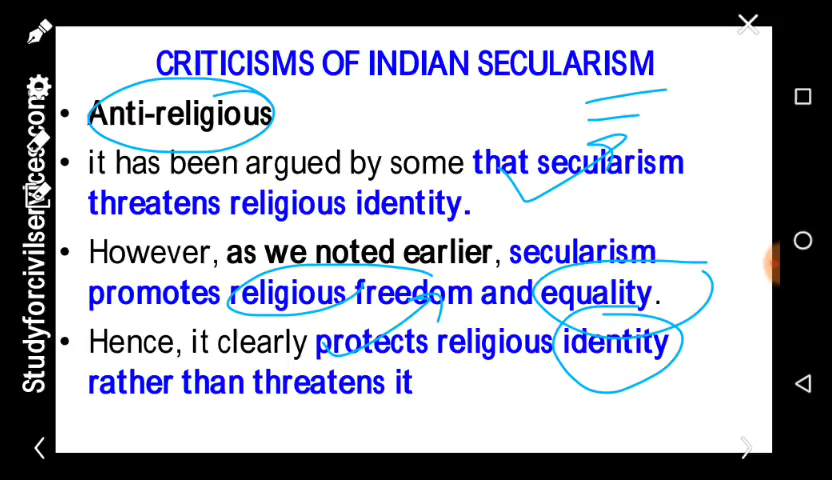 CRITICISMS OF INDIAN SECULARISM
• Anti-religious
• it has been argued by some that secularism
threatens religious identity.
• However, as we noted earlier, secularism
promotes religious freedom and equality.
• Hence, it clearly protects religious identity
rather than threatens it
Studyforcivilservices.com